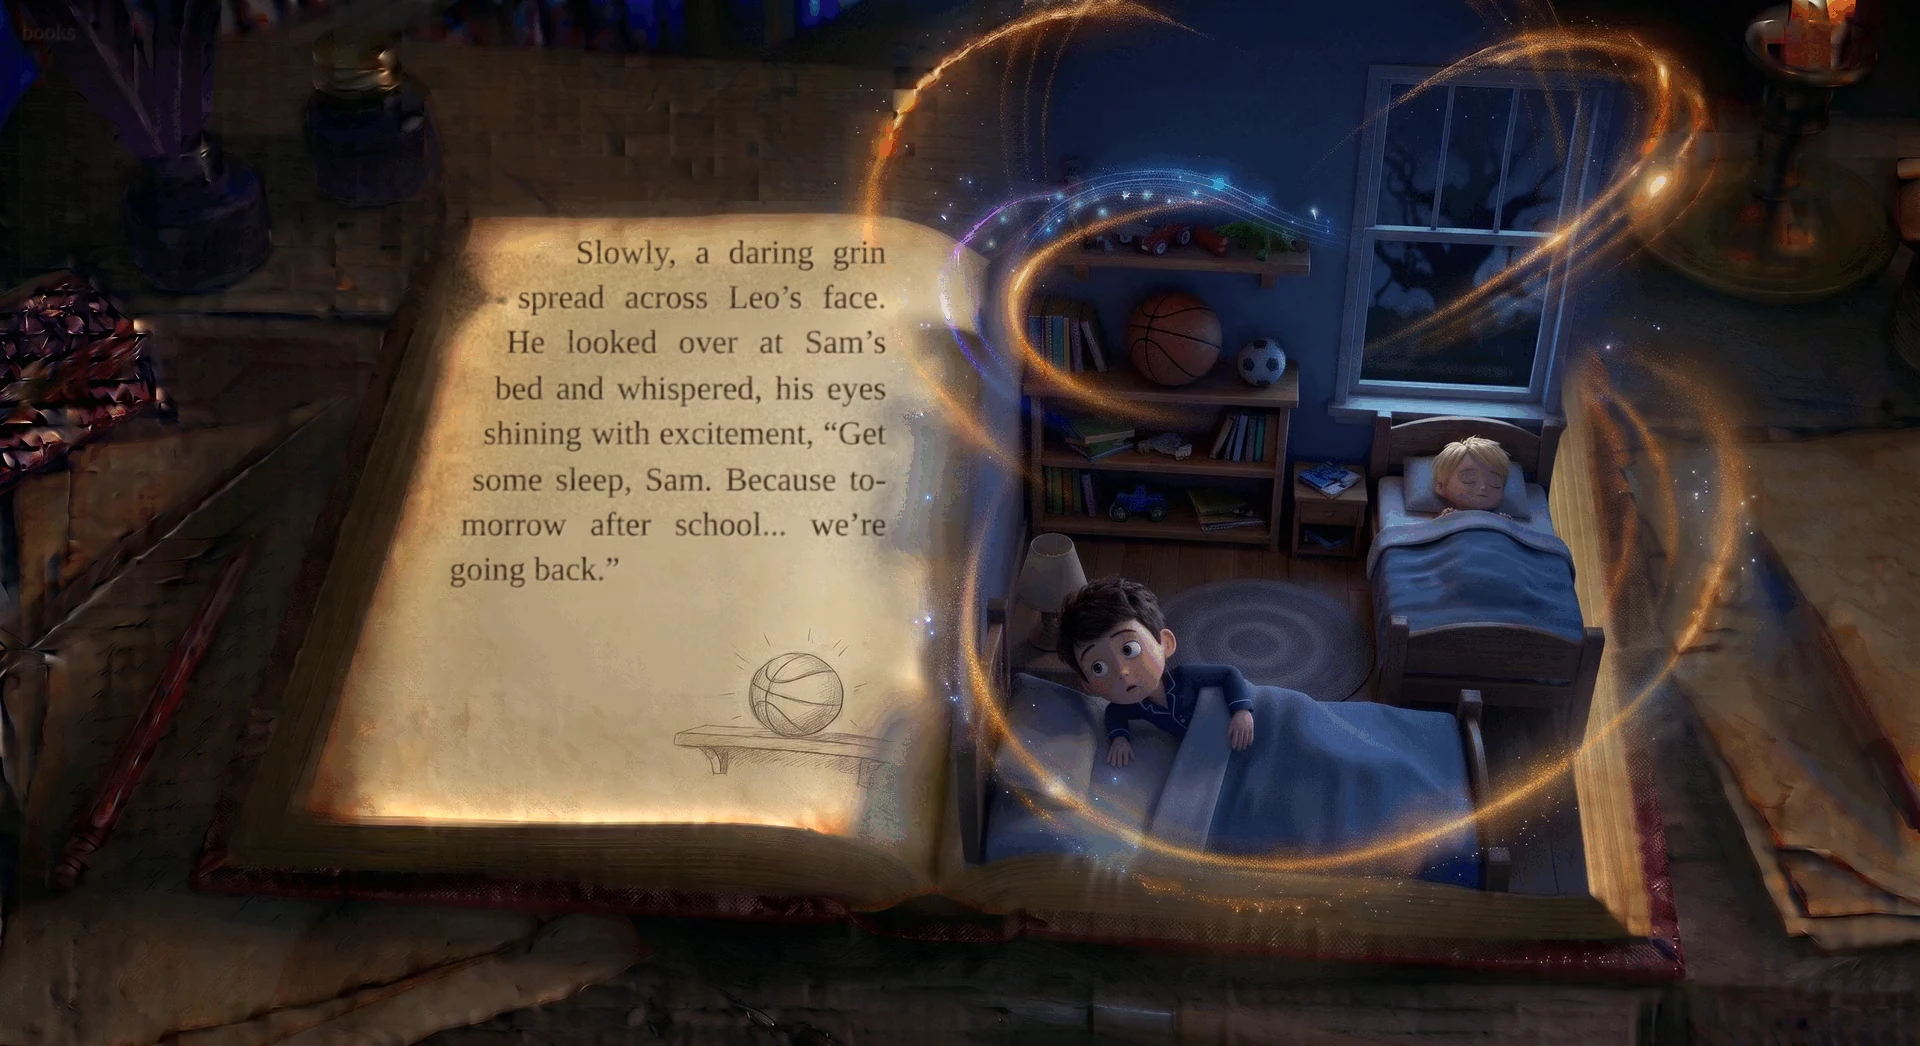 books
Slowly, a daring grin
spread across Leo’s face.
He looked over at Sam’s
bed and whispered, his eyes
shining with excitement, “Get
some sleep, Sam. Because to-
morrow after school... we’re
going back.”